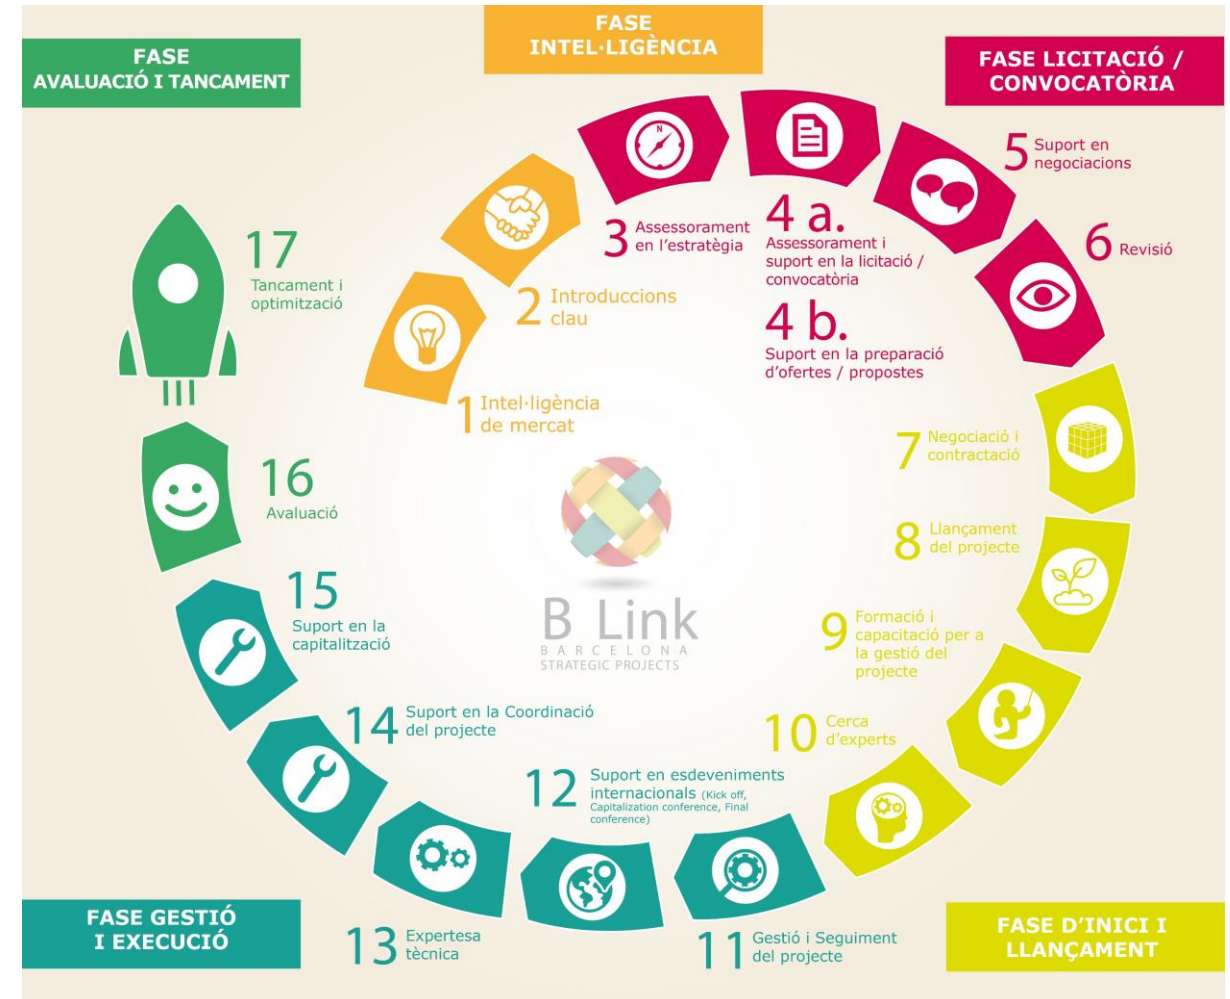 FASE
INTEL·LIGÈNCIA
FASE
AVALUACIÓ I TANCAMENT
FASE LICITACIÓ /
CONVOCATÒRIA
1 Intel·ligència
de mercat
2 Introduccions
clau
N
3 Assessorament
en l'estratègia
4 a.
Assessorament i
suport en la licitació /
convocatòria
4 b.
Suport en la preparació
d'ofertes / propostes
5 Suport en
negociacions
6 Revisió
7 Negociació i
contractació
8 Llançament
del projecte
9 Formació i
capacitació per a
la gestió del
projecte
10 Cerca
d'experts
11 Gestió i Seguiment
del projecte
12 Suport en esdeveniments
internacionals (Kick off,
Capitalization conference, Final
conference)
13 Expertesa
tècnica
14 Suport en la Coordinació
del projecte
15
Suport en la
capitalització
16
Avaluació
17
Tancament i
optimització
B Link
BARCELONA
STRATEGIC PROJECTS
FASE GESTIÓ
I EXECUCIÓ
FASE D'INICI I
LLANÇAMENT